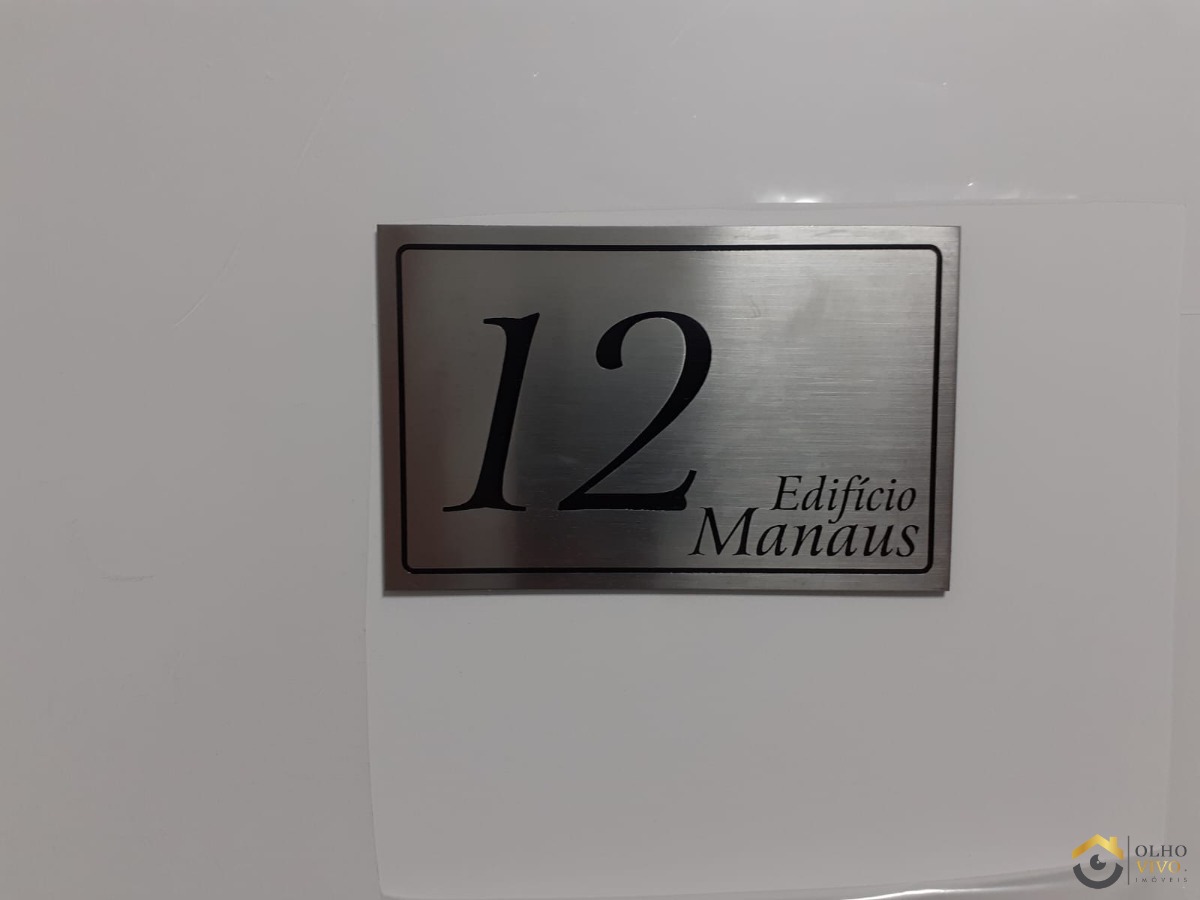 12
Edifício
Manaus
OLHO
VIVO.
IMÓVEIS